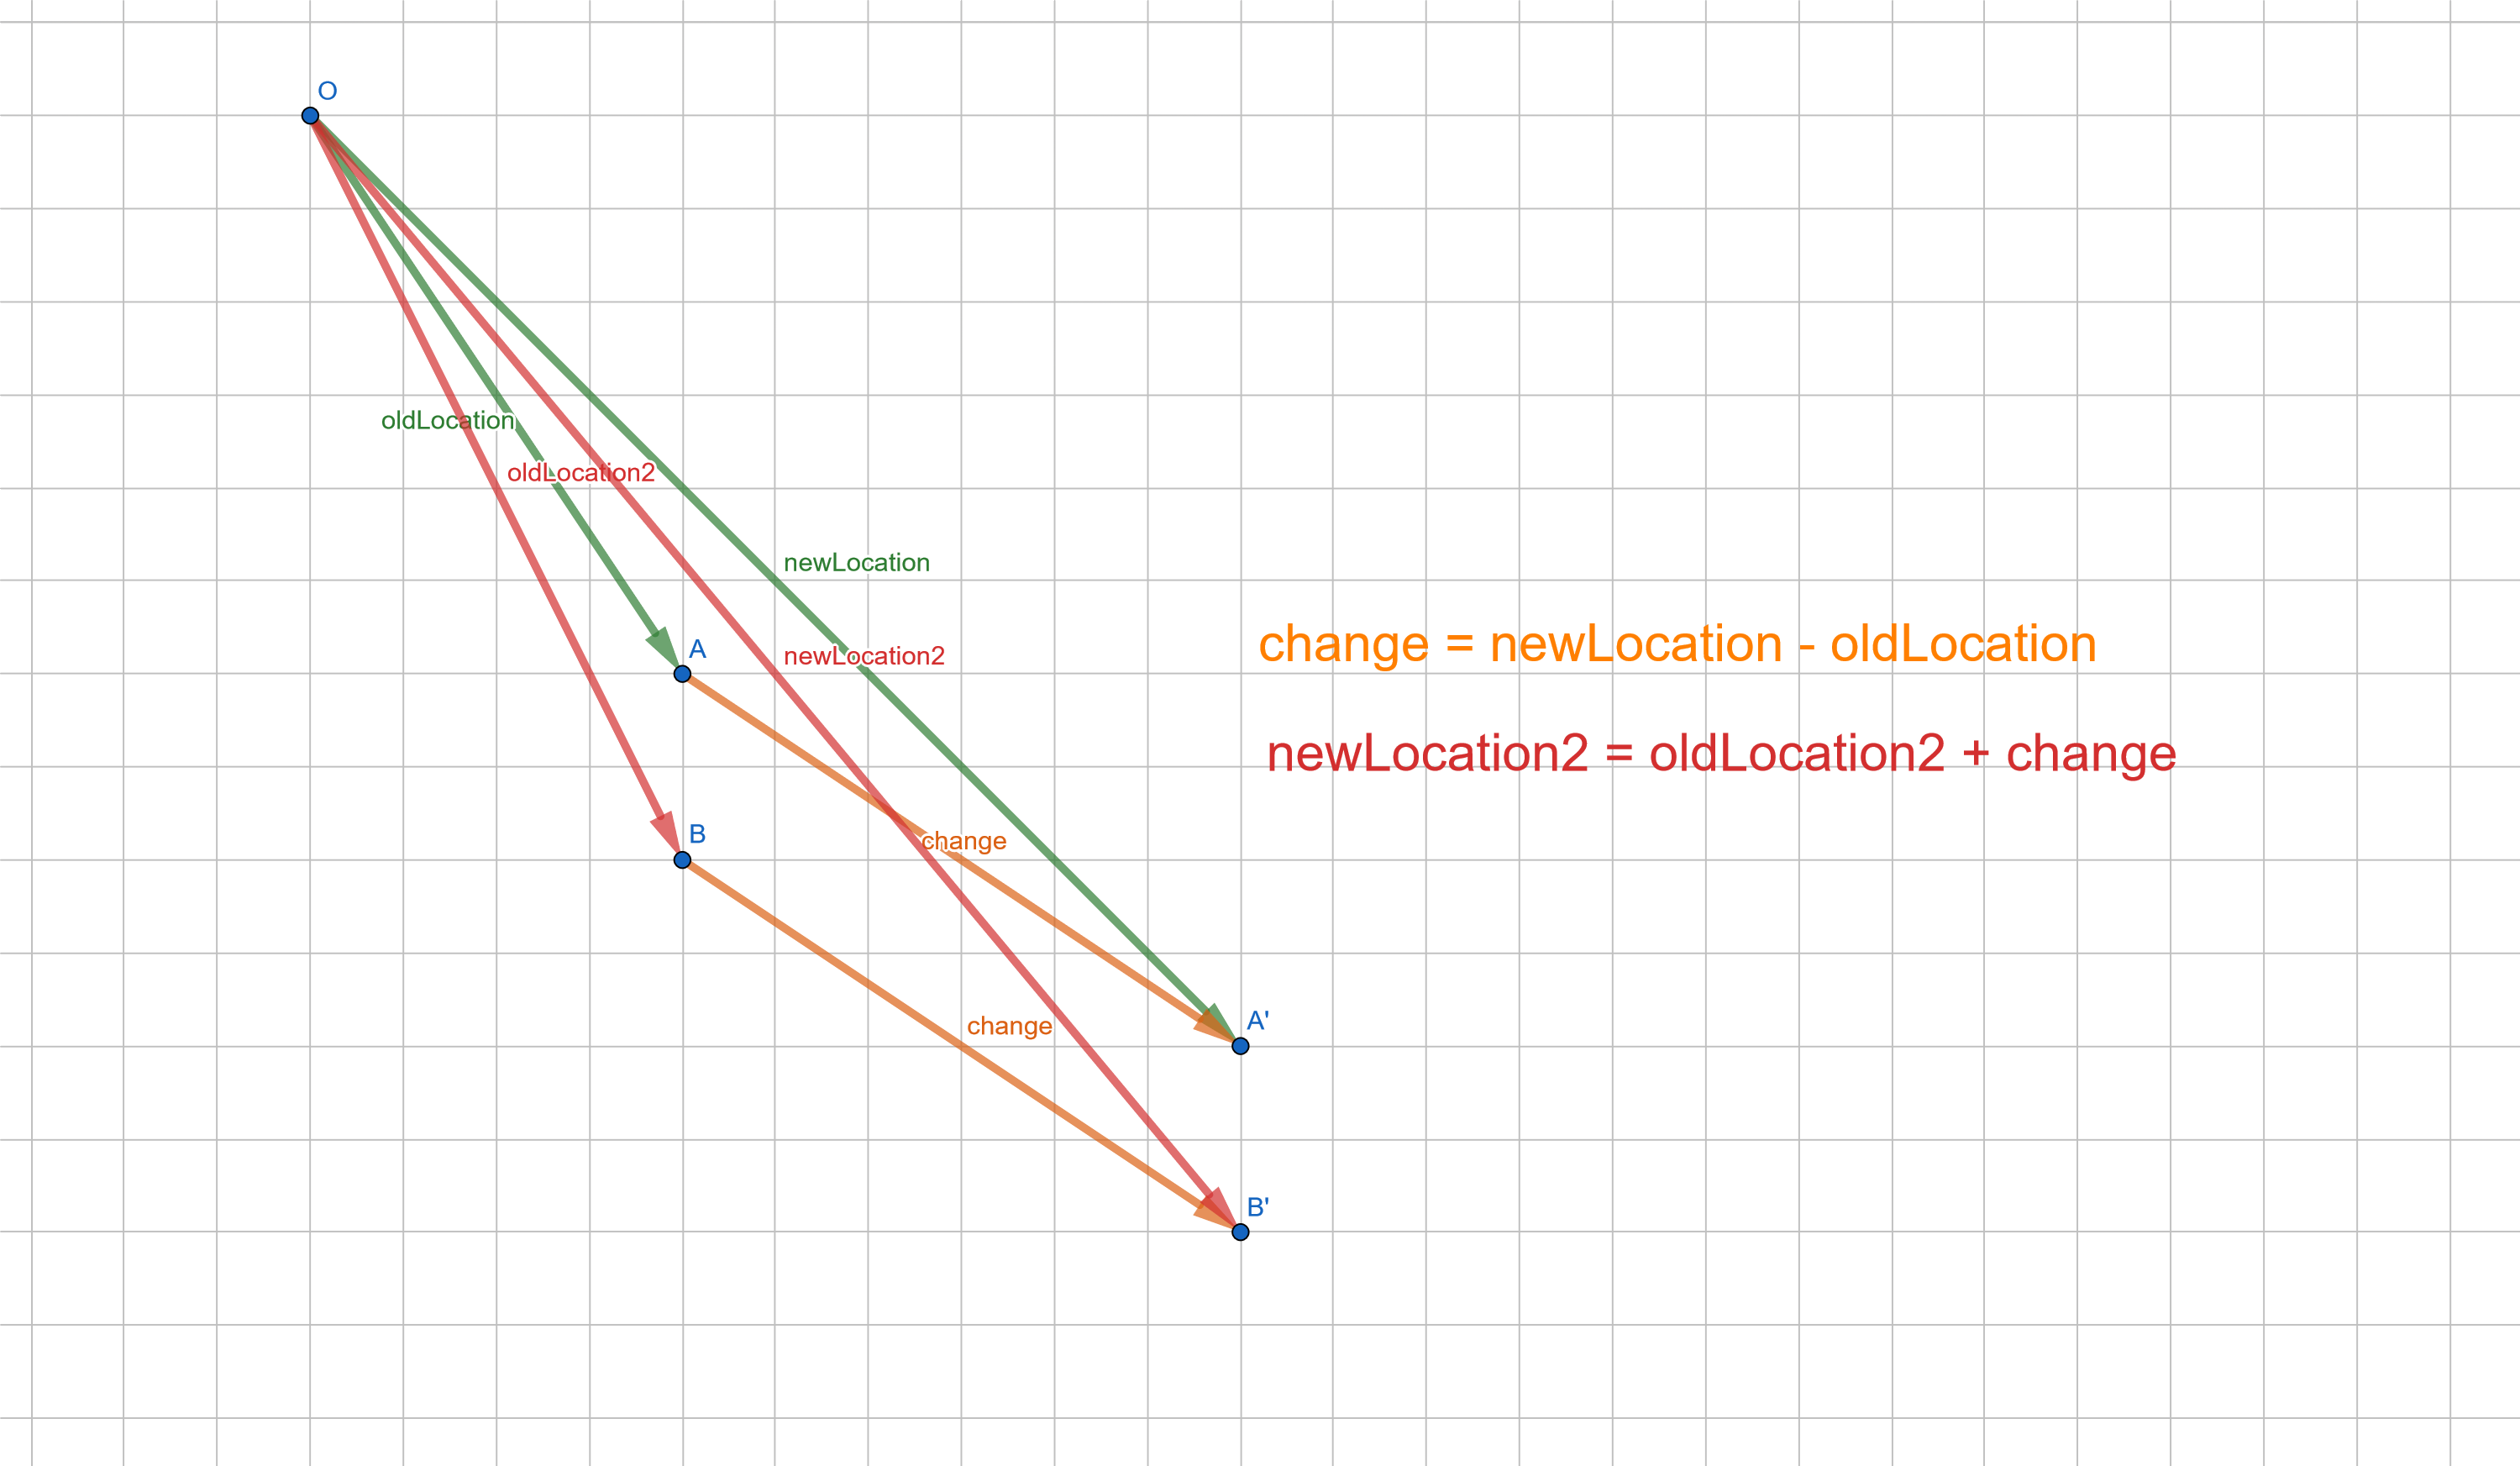 O
oldLocation
oldLocation2
newLocation
A
newLocation2
change = newLocation - oldLocation
newLocation2 = oldLocation2 + change
B
change
A'
change
B'